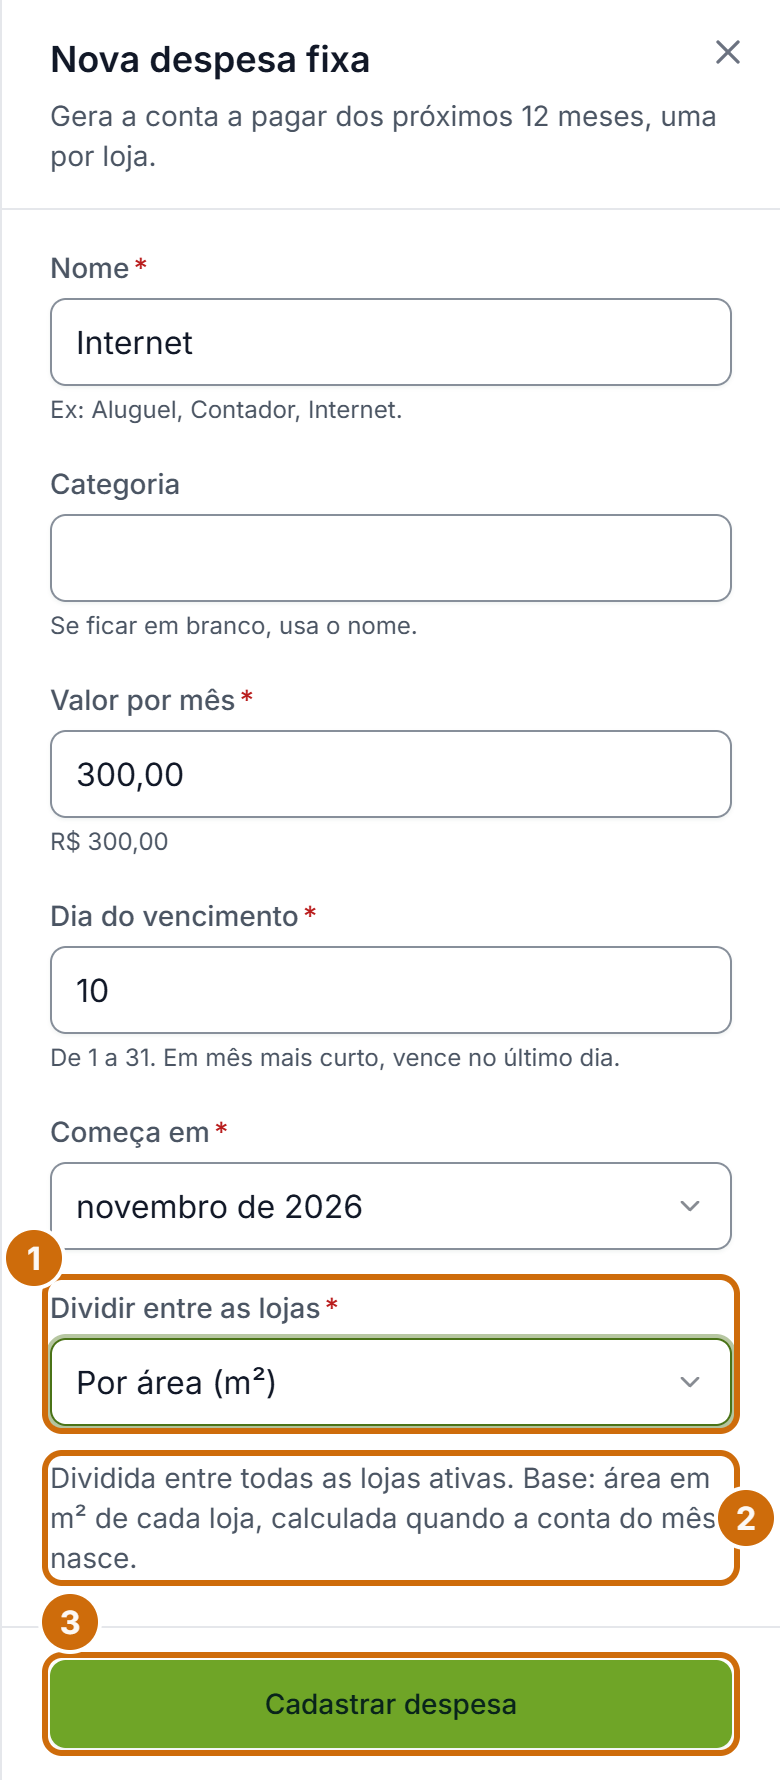 Nova despesa fixa
Gera a conta a pagar dos próximos 12 meses, uma
por loja.
Nome *
Internet
Ex: Aluguel, Contador, Internet.
Categoria
Se ficar em branco, usa o nome.
Valor por mês *
300,00
R$ 300,00
Dia do vencimento *
10
De 1 a 31. Em mês mais curto, vence no último dia.
Começa em *
novembro de 2026
1
Dividir entre as lojas *
Por área (m²)
Dividida entre todas as lojas ativas. Base: área em
m² de cada loja, calculada quando a conta do mês
nasce.
2
3
Cadastrar despesa